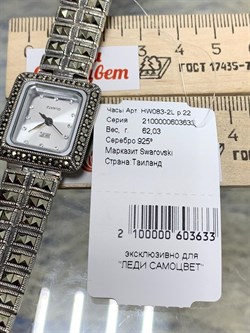 ГОСТ 17435-7
QUARTZ
Часы Арт. HW083-2L р.22
Серия 2100000603633
Вес, г 62,03
Серебро 925°
Марказит Swarovski
Страна Таиланд
2 100000 603633
эксклюзивно для
"ЛЕДИ САМОЦВЕТ"